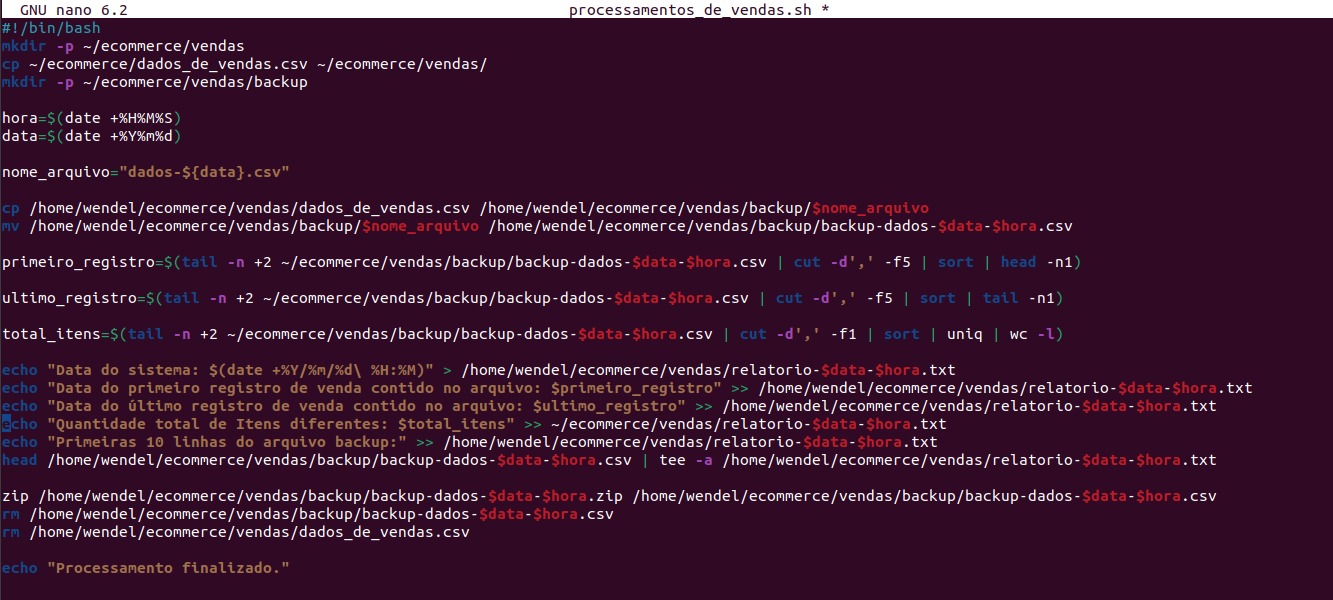 GNU nano 6.2 processamentos_de_vendas.sh *
#!/bin/bash
mkdir -p ~/ecommerce/vendas
cp ~/ecommerce/dados_de_vendas.csv ~/ecommerce/vendas/
mkdir -p ~/ecommerce/vendas/backup
hora=$(date +%H%M%S)
data=$(date +%Y%m%d)
nome_arquivo="dados-${data}.csv"
cp /home/wendel/ecommerce/vendas/dados_de_vendas.csv /home/wendel/ecommerce/vendas/backup/$nome_arquivo
mv /home/wendel/ecommerce/vendas/backup/$nome_arquivo /home/wendel/ecommerce/vendas/backup/backup-dados-$data-$hora.csv
primeiro_registro=$(tail -n +2 ~/ecommerce/vendas/backup/backup-dados-$data-$hora.csv | cut -d',' -f5 | sort | head -n1)
ultimo_registro=$(tail -n +2 ~/ecommerce/vendas/backup/backup-dados-$data-$hora.csv | cut -d',' -f5 | sort | tail -n1)
total_itens=$(tail -n +2 ~/ecommerce/vendas/backup/backup-dados-$data-$hora.csv | cut -d',' -f1 | sort | uniq | wc -l)
echo "Data do sistema: $(date +%Y/%m/%d\ %H:%M)" > /home/wendel/ecommerce/vendas/relatorio-$data-$hora.txt
echo "Data do primeiro registro de venda contido no arquivo: $primeiro_registro" >> /home/wendel/ecommerce/vendas/relatorio-$data-$hora.txt
echo "Data do último registro de venda contido no arquivo: $ultimo_registro" >> /home/wendel/ecommerce/vendas/relatorio-$data-$hora.txt
echo "Quantidade total de Itens diferentes: $total_itens" >> ~/ecommerce/vendas/relatorio-$data-$hora.txt
echo "Primeiras 10 linhas do arquivo backup:" >> /home/wendel/ecommerce/vendas/relatorio-$data-$hora.txt
head /home/wendel/ecommerce/vendas/backup/backup-dados-$data-$hora.csv | tee -a /home/wendel/ecommerce/vendas/relatorio-$data-$hora.txt
zip /home/wendel/ecommerce/vendas/backup/backup-dados-$data-$hora.zip /home/wendel/ecommerce/vendas/backup/backup-dados-$data-$hora.csv
rm /home/wendel/ecommerce/vendas/backup/backup-dados-$data-$hora.csv
rm /home/wendel/ecommerce/vendas/dados_de_vendas.csv
echo "Processamento finalizado."